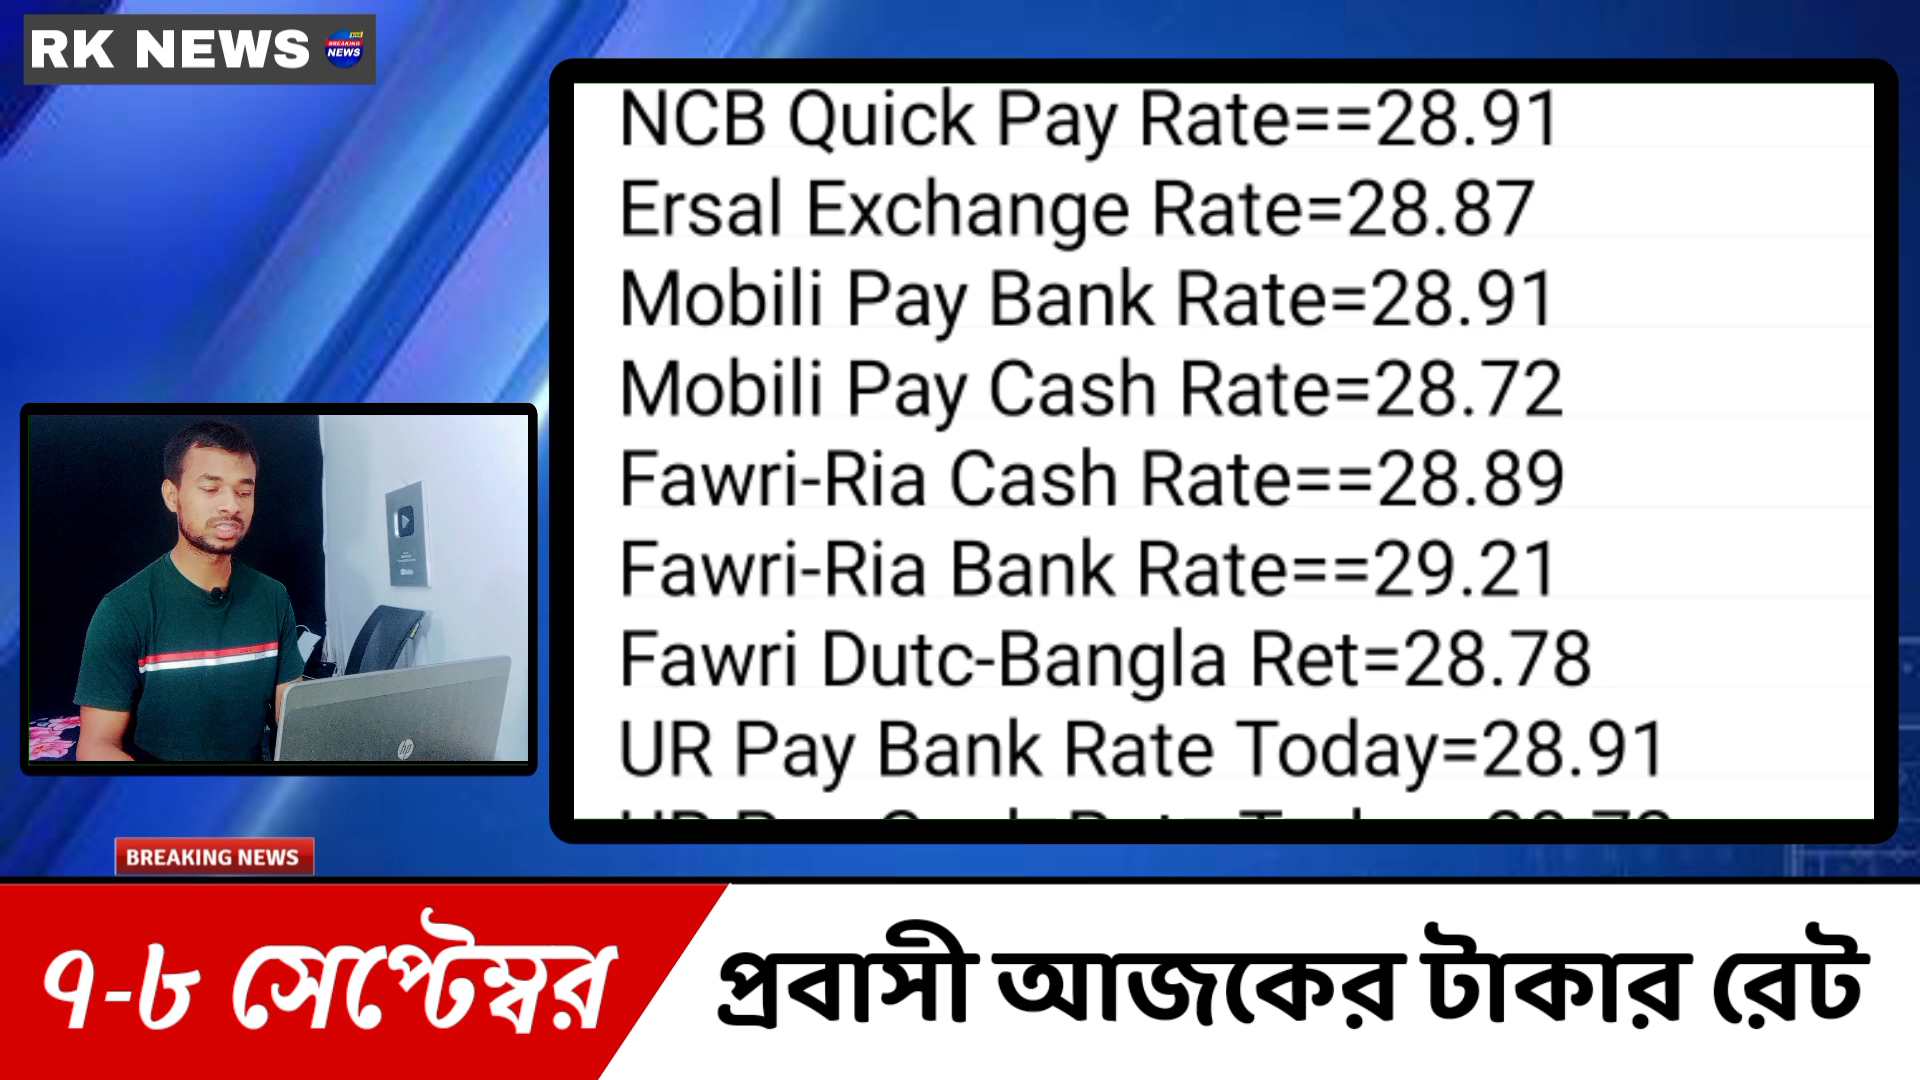 RK NEWS
BREAKING
NEWS
NCB Quick Pay Rate==28.91
Ersal Exchange Rate=28.87
Mobili Pay Bank Rate=28.91
Mobili Pay Cash Rate=28.72
Fawri-Ria Cash Rate==28.89
Fawri-Ria Bank Rate==29.21
Fawri Dutc-Bangla Ret=28.78
UR Pay Bank Rate Today=28.91
hp
BREAKING NEWS
৭-৮ সেপ্টেম্বর
প্রবাসী আজকের টাকার রেট